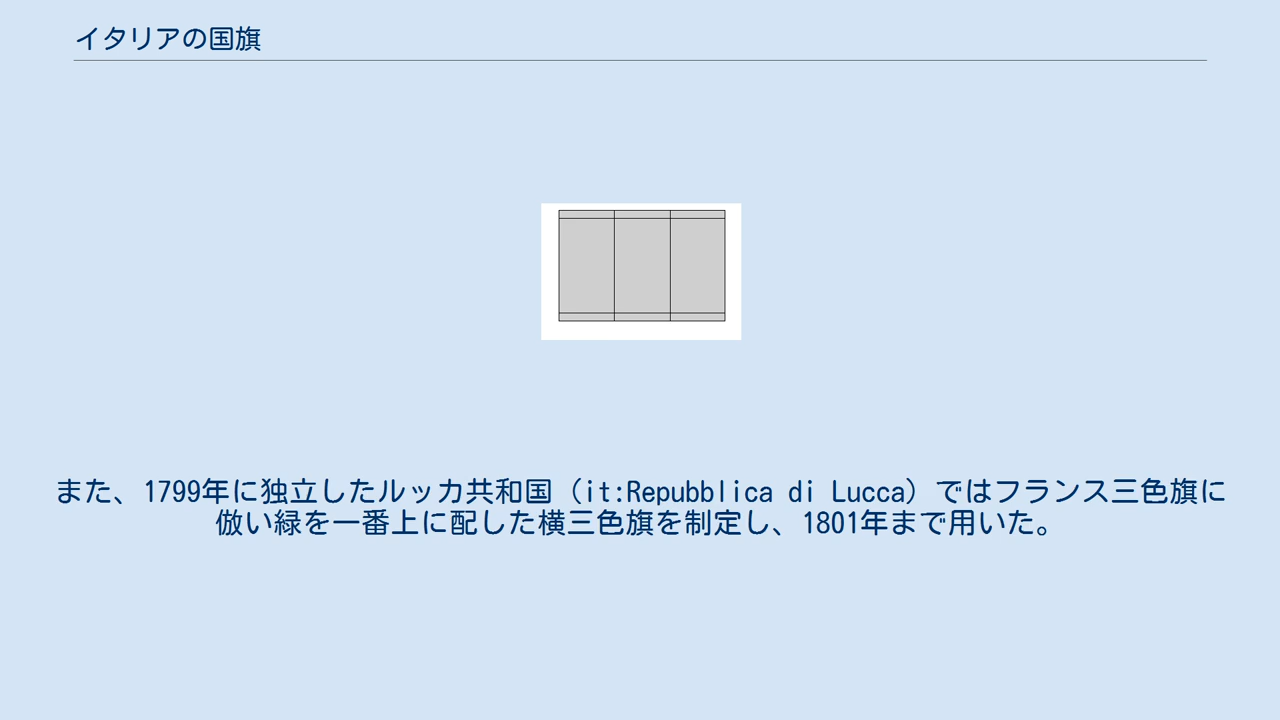 イタリアの国旗
また、1799年に独立したルッカ共和国（it:Repubblica di Lucca）ではフランス三色旗に
倣い緑を一番上に配した横三色旗を制定し、1801年まで用いた。